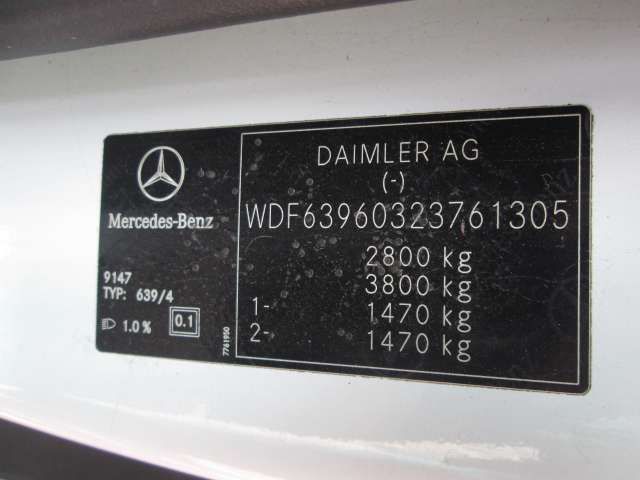 Mercedes-Benz
9147
TYP: 639/4
1.0 %
0.1
7761950
DAIMLER AG
(-)
WDF63960323761305
2800 kg
3800 kg
1- 1470 kg
2- 1470 kg